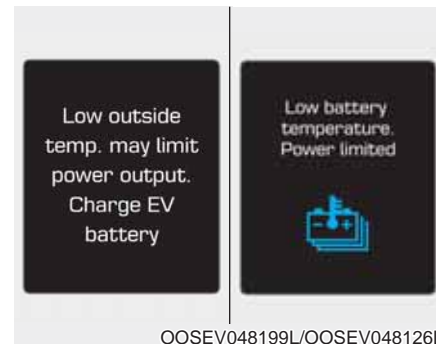 Low outside
temp. may limit
power output.
Charge EV
battery
Low battery
temperature.
Power limited
OOSEV048199L/OOSEV048126L